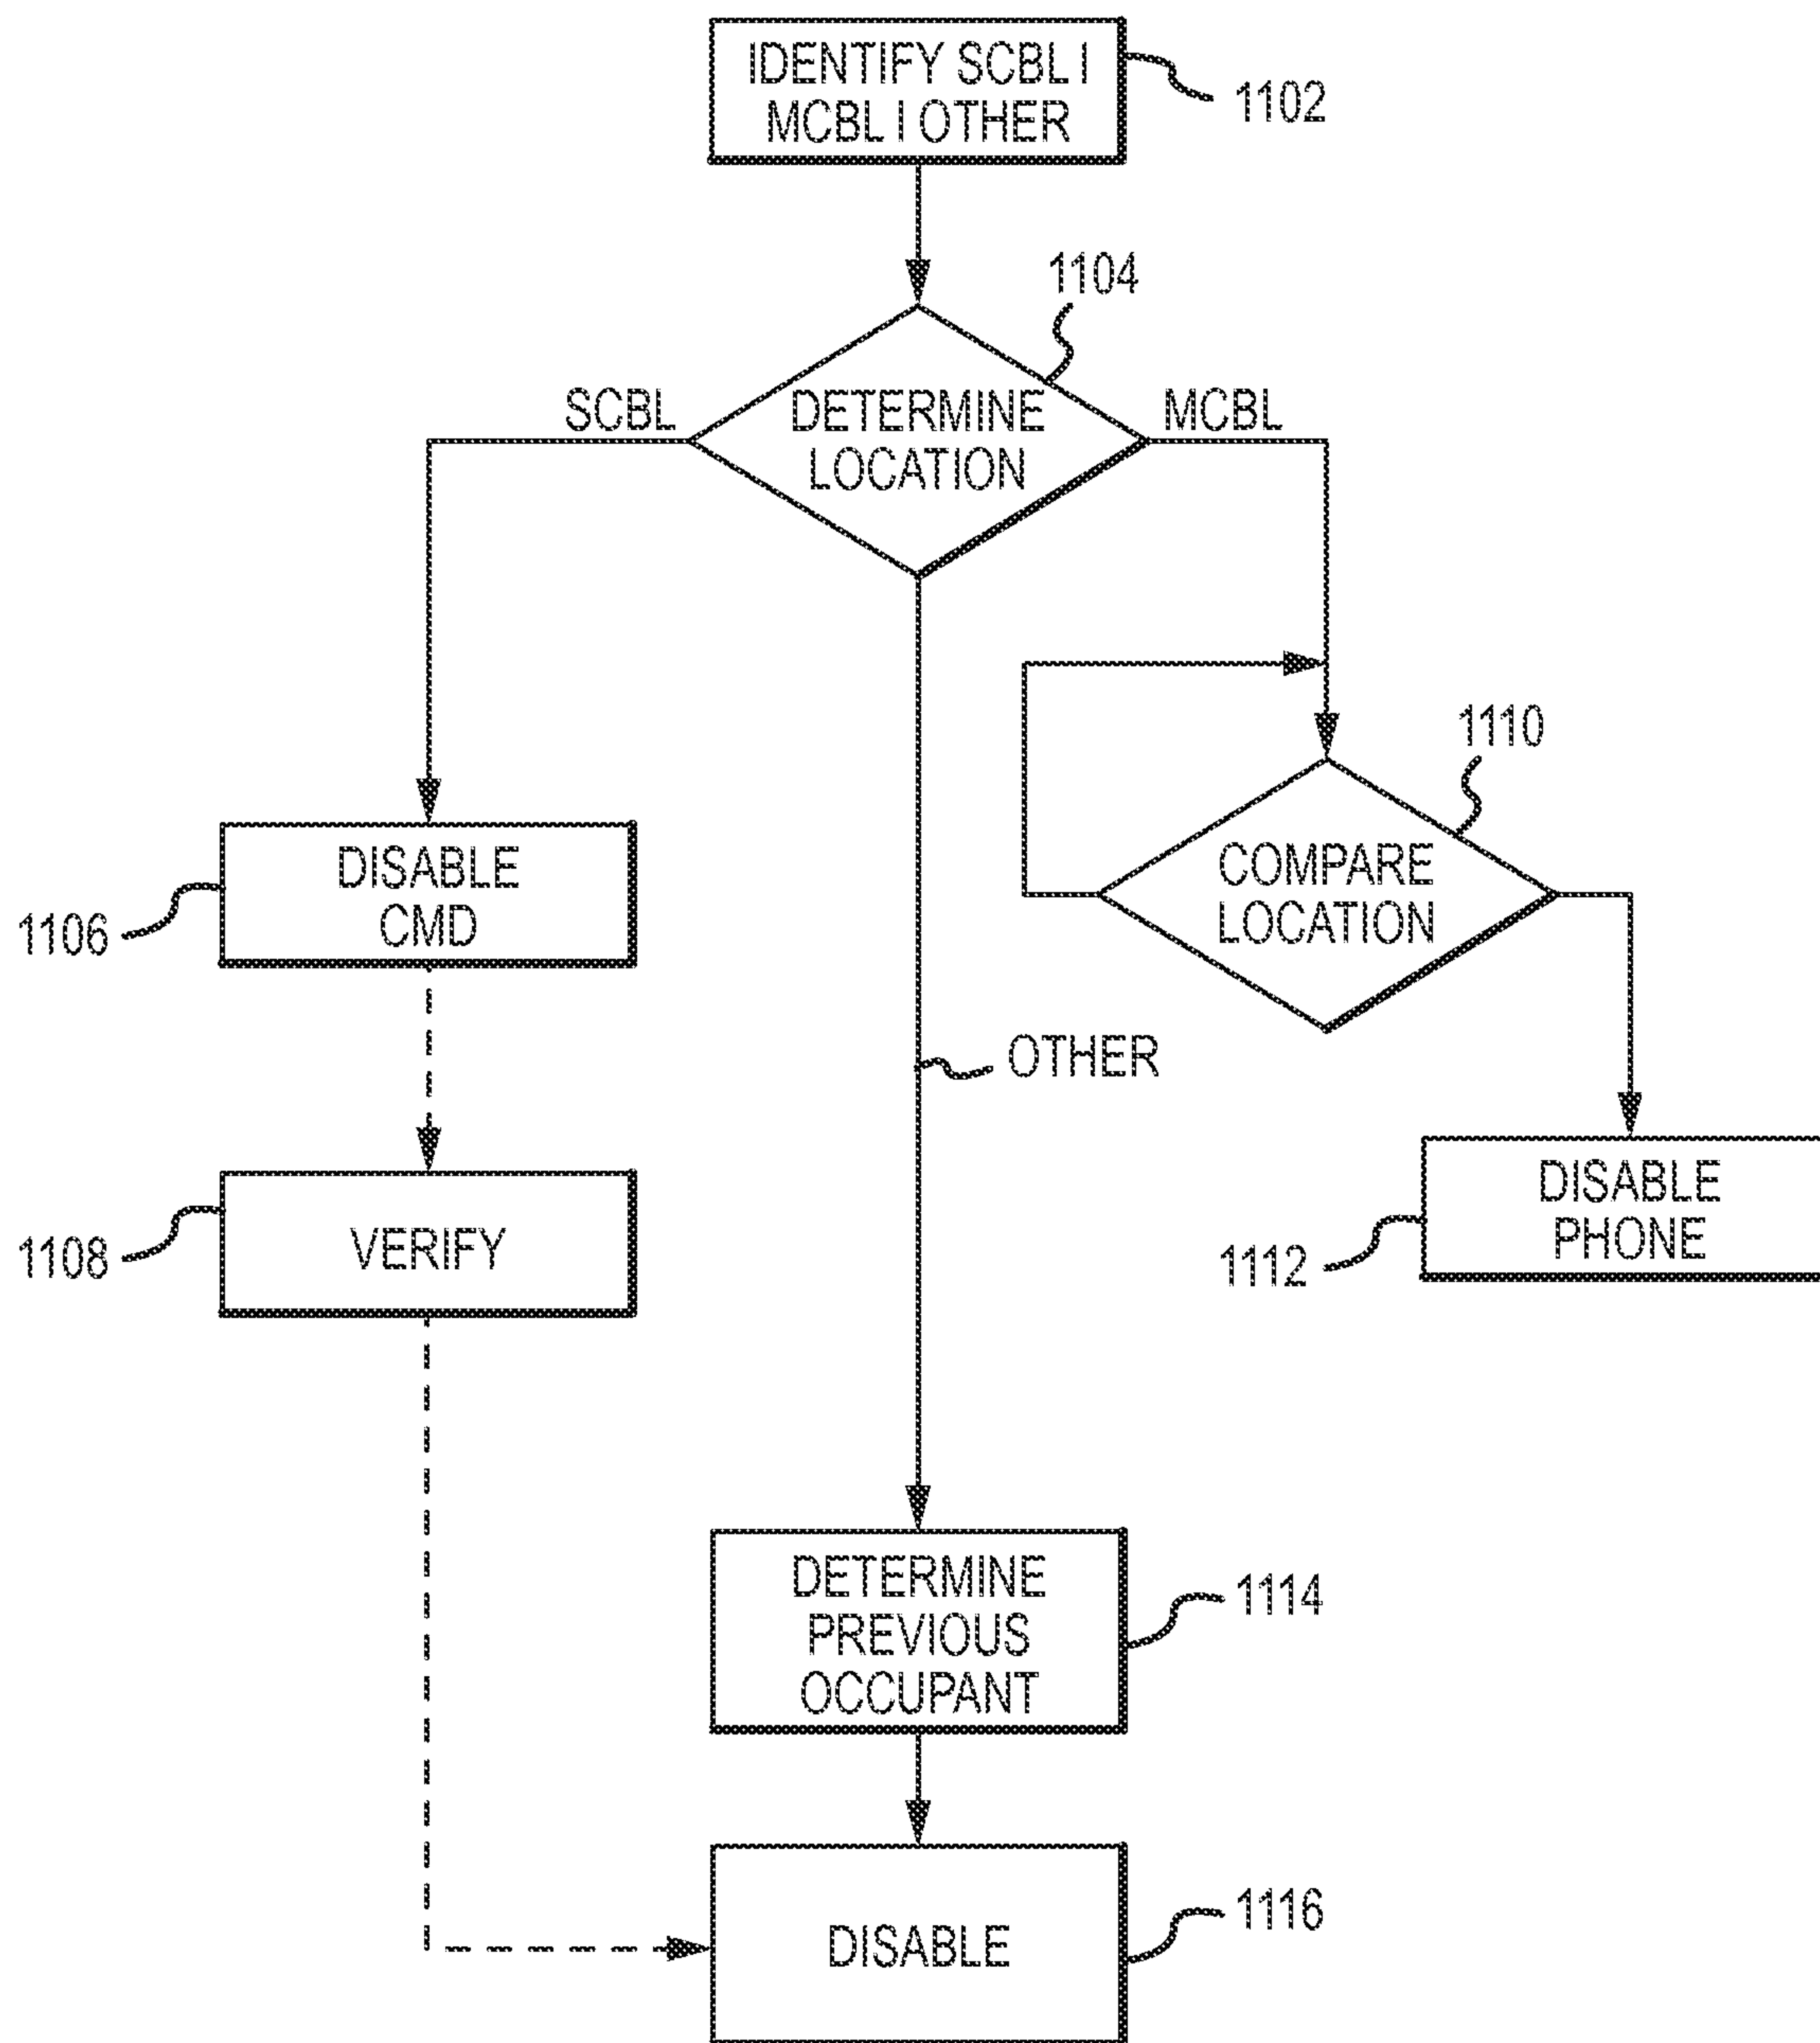 IDENTIFY SCBL I
MCBL I OTHER
1102
1104
SCBL
DETERMINE
LOCATION
MCBL
1110
DISABLE
CMD
1106
COMPARE
LOCATION
OTHER
VERIFY
1108
DISABLE
PHONE
1112
DETERMINE
PREVIOUS
OCCUPANT
1114
DISABLE
1116